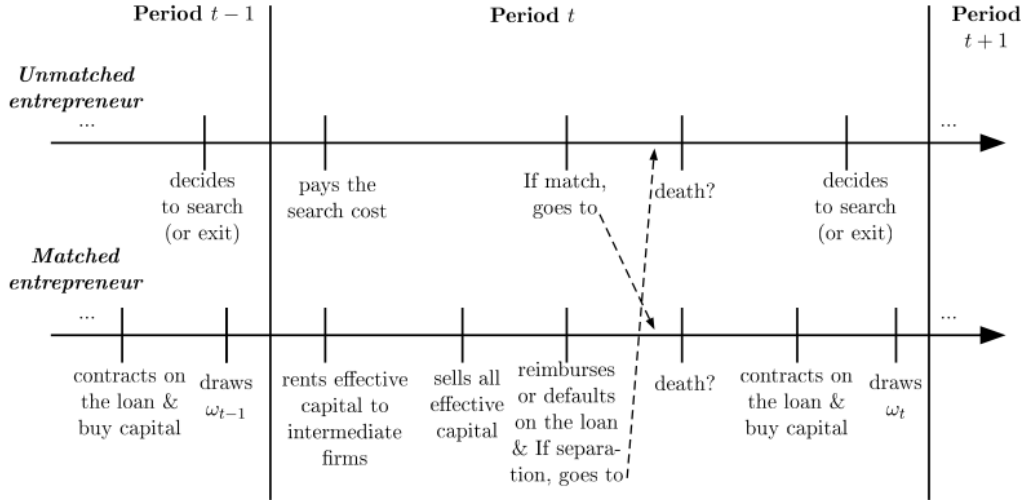 Period t − 1
Period t
Period
t + 1
Unmatched
entrepreneur
...
...
decides
to search
(or exit)
pays the
search cost
If match,
goes to
death?
decides
to search
(or exit)
Matched
entrepreneur
...
...
contracts on
the loan &
buy capital
draws
ω_{t−1}
rents effective
capital to
intermediate
firms
sells all
effective
capital
reimburses
or defaults
on the loan
& If separa-
tion, goes to
death?
contracts on
the loan &
buy capital
draws
ω_t